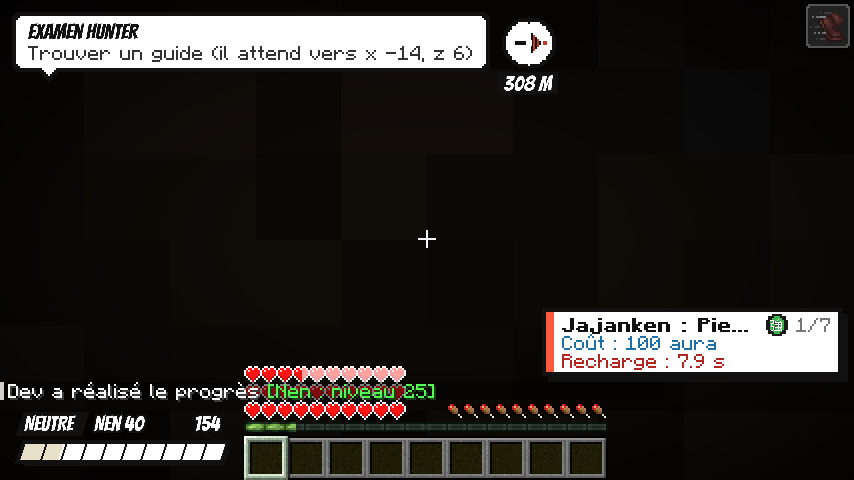 EXAMEN HUNTER
Trouver un guide (il attend vers x -14, z 6)
308 M
Jajanken : Pie... 1/7
Coût : 100 aura
Recharge : 7.9 s
Dev a réalisé le progrès [Nen : niveau 25]
NEUTRE NEN 40 154